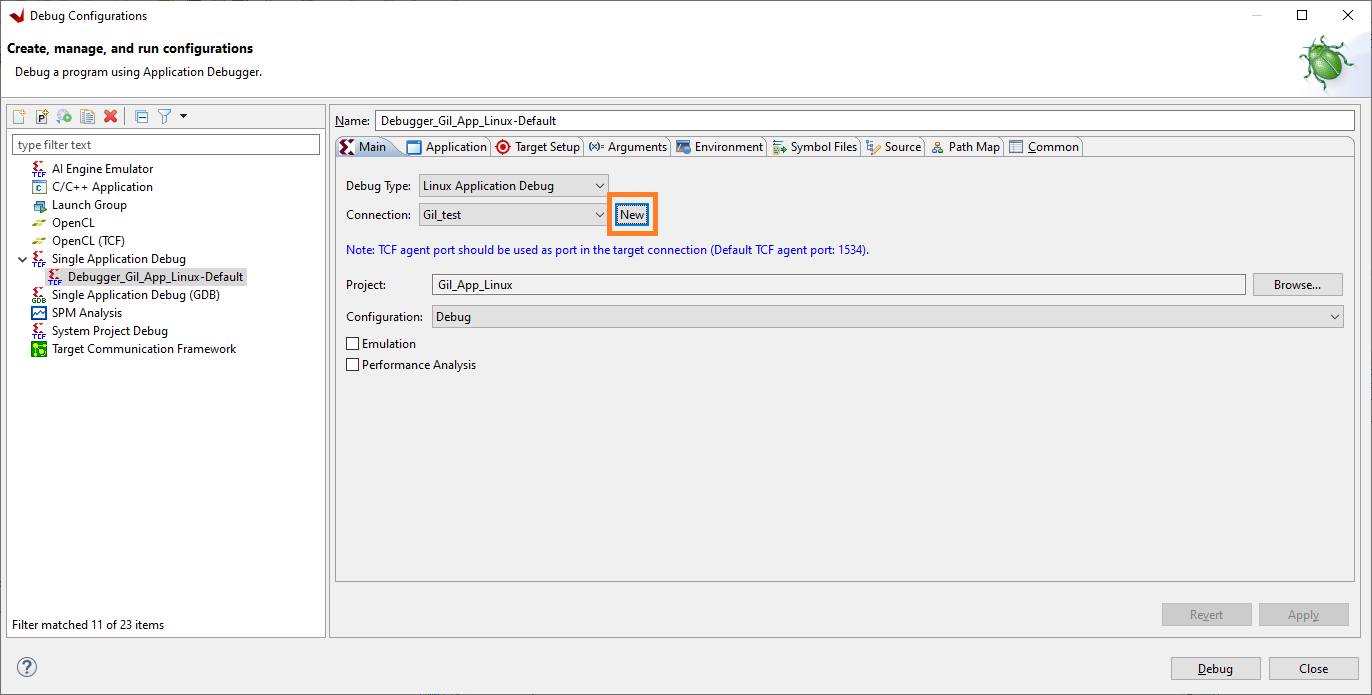 Debug Configurations
Create, manage, and run configurations
Debug a program using Application Debugger.
type filter text
AI Engine Emulator
C/C++ Application
Launch Group
OpenCL
OpenCL (TCF)
Single Application Debug
Debugger_Gil_App_Linux-Default
Single Application Debug (GDB)
SPM Analysis
System Project Debug
Target Communication Framework
Filter matched 11 of 23 items
Name: Debugger_Gil_App_Linux-Default
Main Application Target Setup (x)= Arguments Environment Symbol Files Source Path Map Common
Debug Type: Linux Application Debug
Connection: Gil_test New
Note: TCF agent port should be used as port in the target connection (Default TCF agent port: 1534).
Project: Gil_App_Linux Browse...
Configuration: Debug
Emulation
Performance Analysis
Revert Apply
? Debug Close